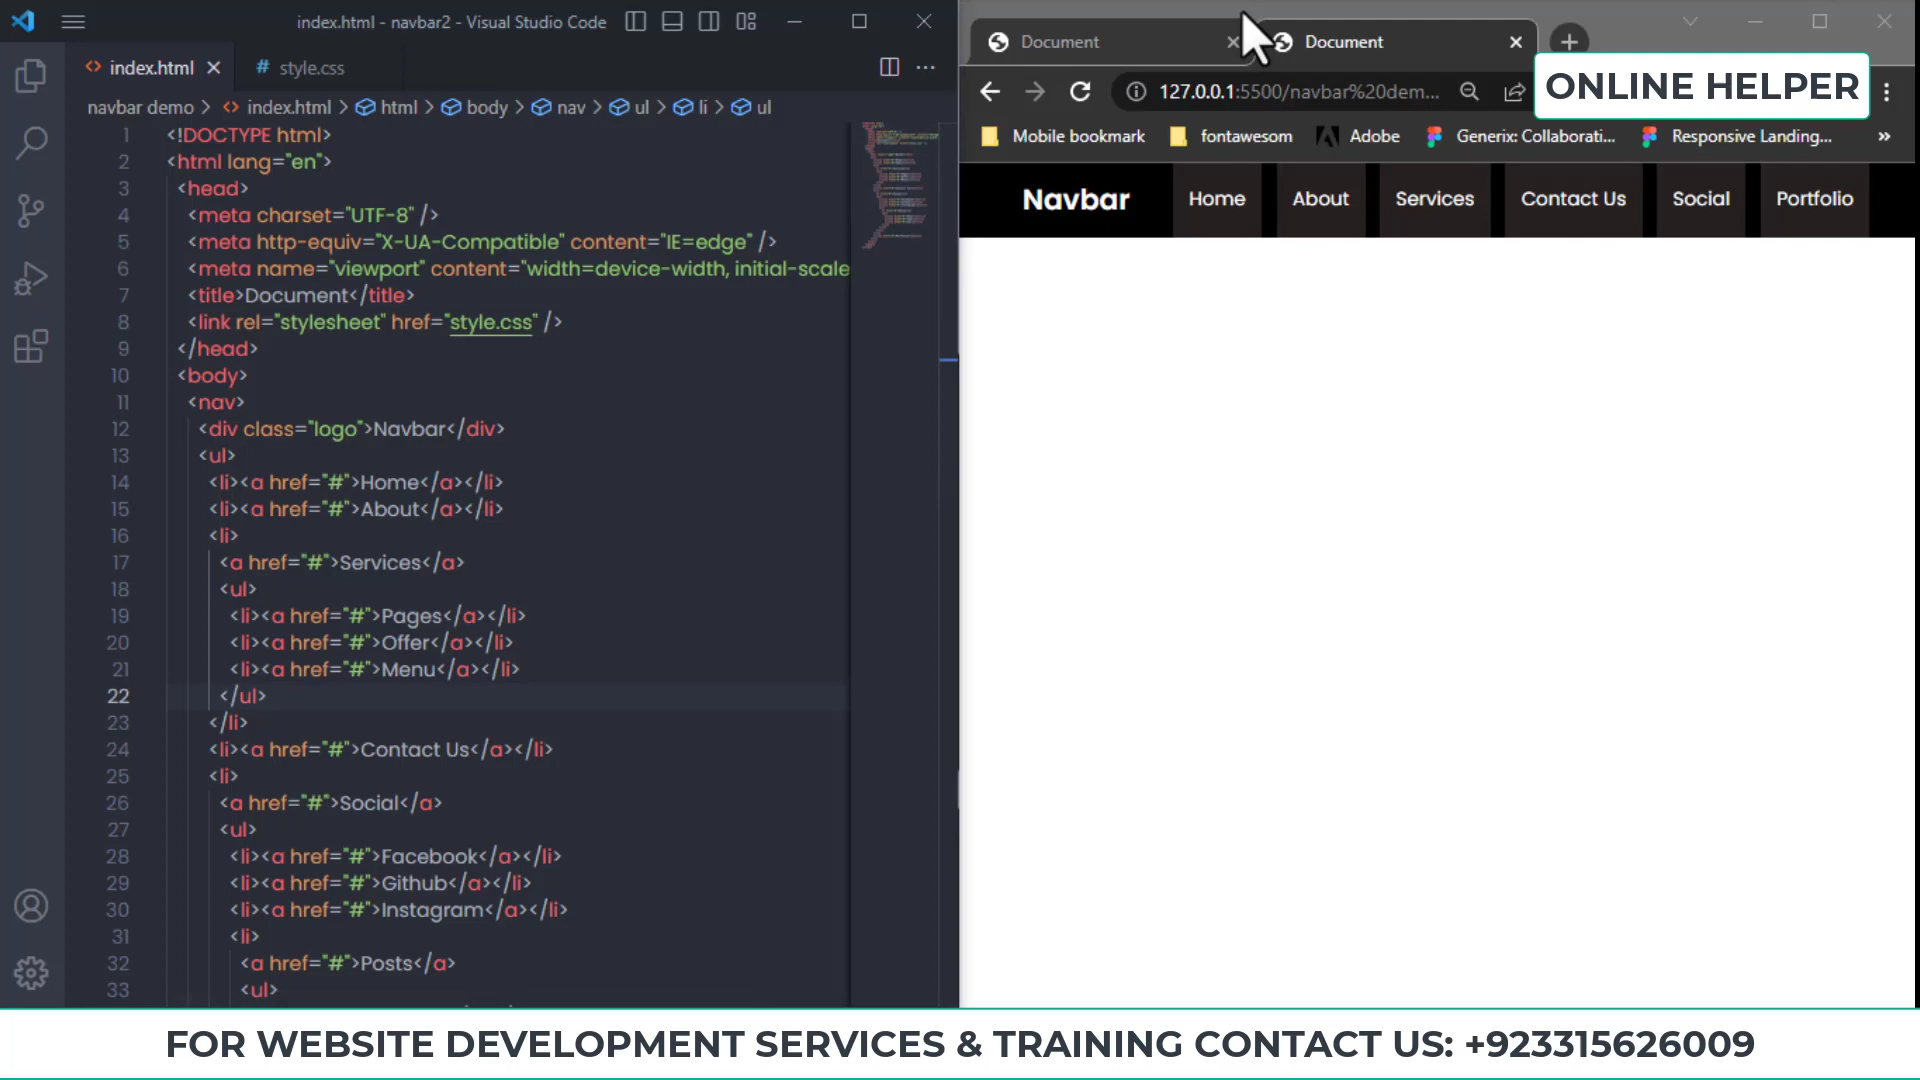 index.html - navbar2 - Visual Studio Code
index.html
# style.css
navbar demo > index.html > html > body > nav > ul > li > ul
1 <!DOCTYPE html>
2 <html lang="en">
3 <head>
4 <meta charset="UTF-8" />
5 <meta http-equiv="X-UA-Compatible" content="IE=edge" />
6 <meta name="viewport" content="width=device-width, initial-scale
7 <title>Document</title>
8 <link rel="stylesheet" href="style.css" />
9 </head>
10 <body>
11 <nav>
12 <div class="logo">Navbar</div>
13 <ul>
14 <li><a href="#">Home</a></li>
15 <li><a href="#">About</a></li>
16 <li>
17 <a href="#">Services</a>
18 <ul>
19 <li><a href="#">Pages</a></li>
20 <li><a href="#">Offer</a></li>
21 <li><a href="#">Menu</a></li>
22 </ul>
23 </li>
24 <li><a href="#">Contact Us</a></li>
25 <li>
26 <a href="#">Social</a>
27 <ul>
28 <li><a href="#">Facebook</a></li>
29 <li><a href="#">Github</a></li>
30 <li><a href="#">Instagram</a></li>
31 <li>
32 <a href="#">Posts</a>
33 <ul>
Document
Document
127.0.0.1:5500/navbar%20dem...
ONLINE HELPER
Mobile bookmark fontawesom Adobe Generix: Collaborati... Responsive Landing... »
Navbar Home About Services Contact Us Social Portfolio
FOR WEBSITE DEVELOPMENT SERVICES & TRAINING CONTACT US: +923315626009